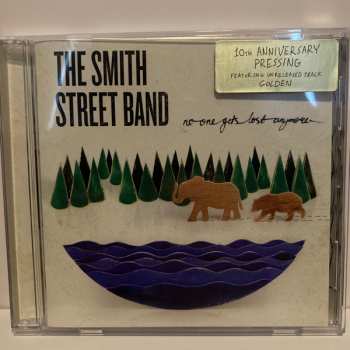 THE SMITH
STREET BAND
no one gets lost anymore
10TH ANNIVERSARY
PRESSING
FEATURING UNRELEASED TRACK
GOLDEN